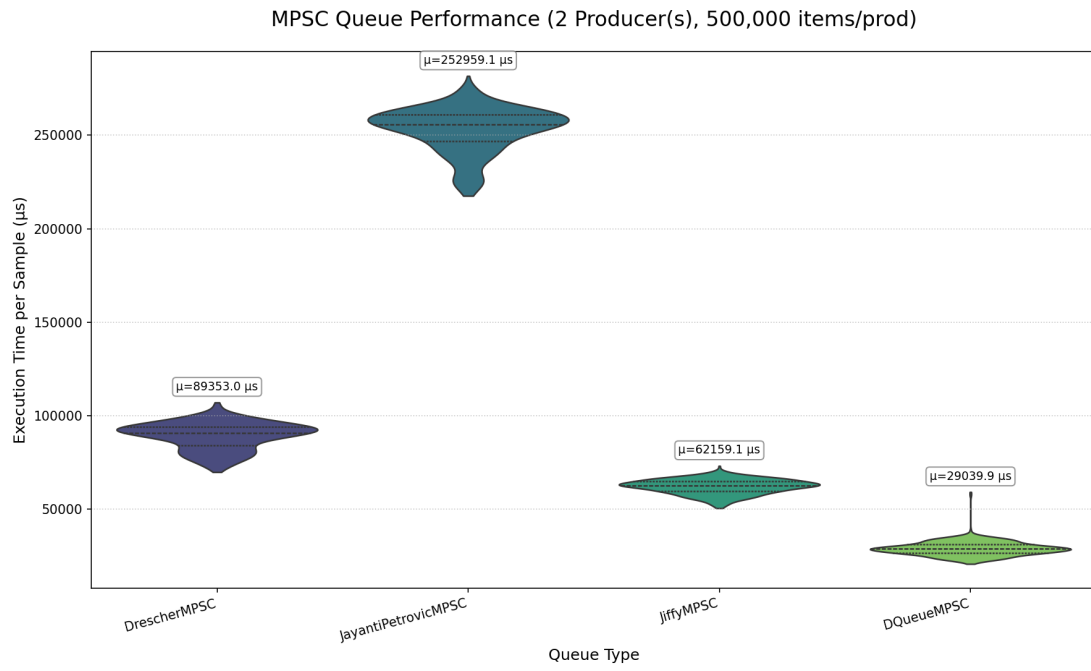 MPSC Queue Performance (2 Producer(s), 500,000 items/prod)
μ=252959.1 μs
250000
200000
150000
100000
50000
Execution Time per Sample (μs)
μ=89353.0 μs
μ=62159.1 μs
μ=29039.9 μs
DrescherMPSC
JayantiPetrovicMPSC
JiffyMPSC
DQueueMPSC
Queue Type